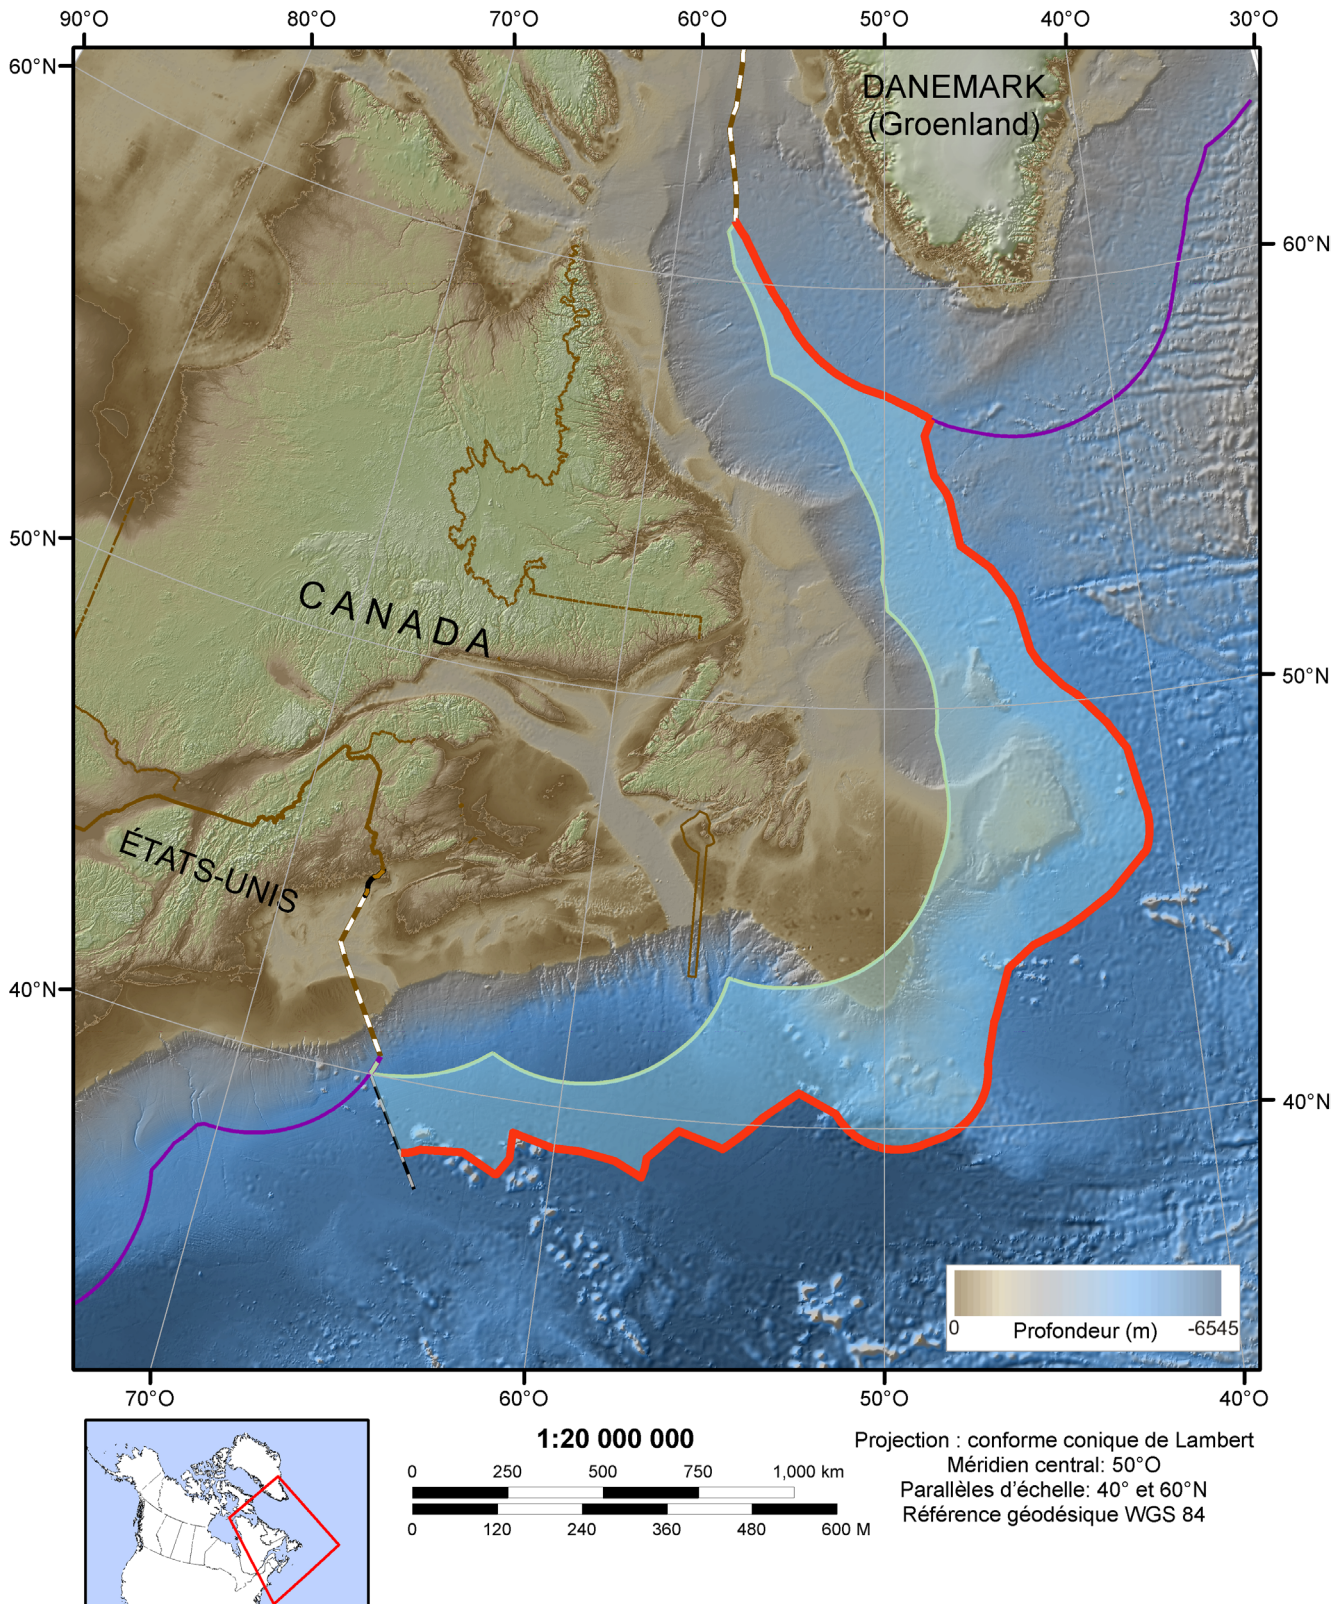 90°O 80°O 70°O 60°O 50°O 40°O 30°O
60°N
DANEMARK
(Groenland)
60°N
50°N
CANADA
50°N
ÉTATS-UNIS
40°N
40°N
0 Profondeur (m) -6545
70°O 60°O 50°O 40°O
1:20 000 000
0 250 500 750 1,000 km
0 120 240 360 480 600 M
Projection : conforme conique de Lambert
Méridien central: 50°O
Parallèles d'échelle: 40° et 60°N
Référence géodésique WGS 84